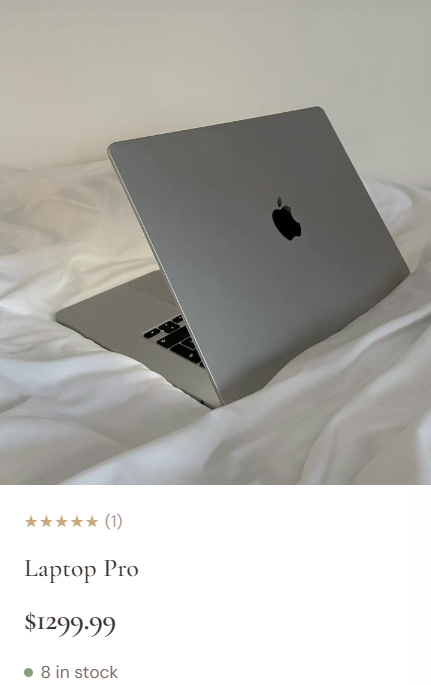 ★★★★★ (1)
Laptop Pro
$1299.99
8 in stock